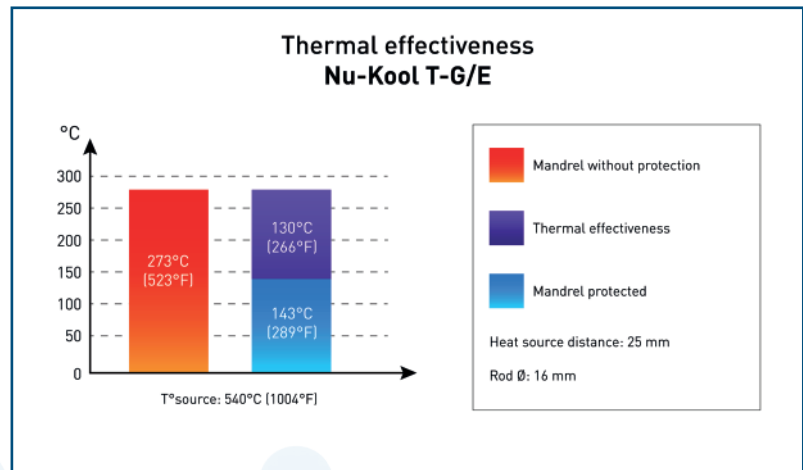 Thermal effectiveness
Nu-Kool T-G/E
°C
300
250
200
150
100
50
0
273°C
(523°F)
130°C
(266°F)
143°C
(289°F)
T°source: 540°C (1004°F)
Mandrel without protection
Thermal effectiveness
Mandrel protected
Heat source distance: 25 mm
Rod Ø: 16 mm